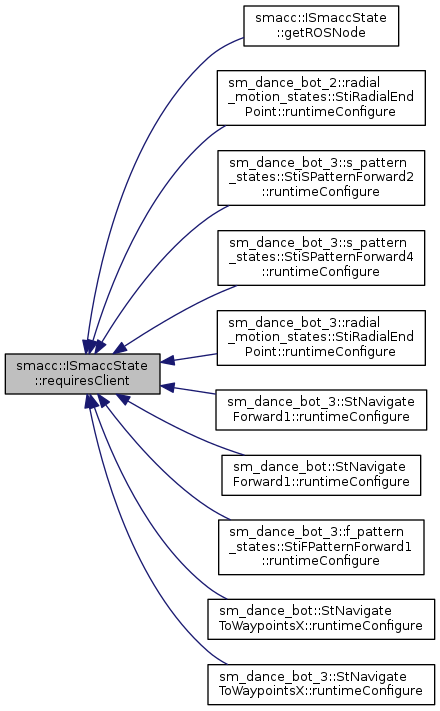 smacc::ISmaccState
::getROSNode
sm_dance_bot_2::radial
_motion_states::StiRadialEnd
Point::runtimeConfigure
sm_dance_bot_3::s_pattern
_states::StiSPatternForward2
::runtimeConfigure
sm_dance_bot_3::s_pattern
_states::StiSPatternForward4
::runtimeConfigure
sm_dance_bot_3::radial
_motion_states::StiRadialEnd
Point::runtimeConfigure
smacc::ISmaccState
::requiresClient
sm_dance_bot_3::StNavigate
Forward1::runtimeConfigure
sm_dance_bot::StNavigate
Forward1::runtimeConfigure
sm_dance_bot_3::f_pattern
_states::StiFPatternForward1
::runtimeConfigure
sm_dance_bot::StNavigate
ToWaypointsX::runtimeConfigure
sm_dance_bot_3::StNavigate
ToWaypointsX::runtimeConfigure